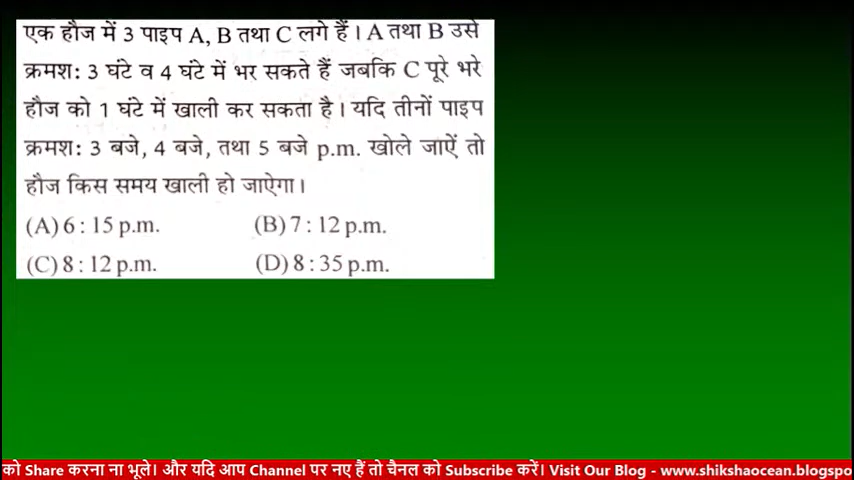 एक हौज में 3 पाइप A, B तथा C लगे हैं। A तथा B उसे
क्रमश: 3 घंटे व 4 घंटे में भर सकते हैं जबकि C पूरे भरे
हौज को 1 घंटे में खाली कर सकता है। यदि तीनों पाइप
क्रमश: 3 बजे, 4 बजे, तथा 5 बजे p.m. खोले जाऐं तो
हौज किस समय खाली हो जाऐगा।
(A) 6 : 15 p.m. (B) 7 : 12 p.m.
(C) 8 : 12 p.m. (D) 8 : 35 p.m.
को Share करना ना भूले। और यदि आप Channel पर नए हैं तो चैनल को Subscribe करें। Visit Our Blog - www.shikshaocean.blogspo